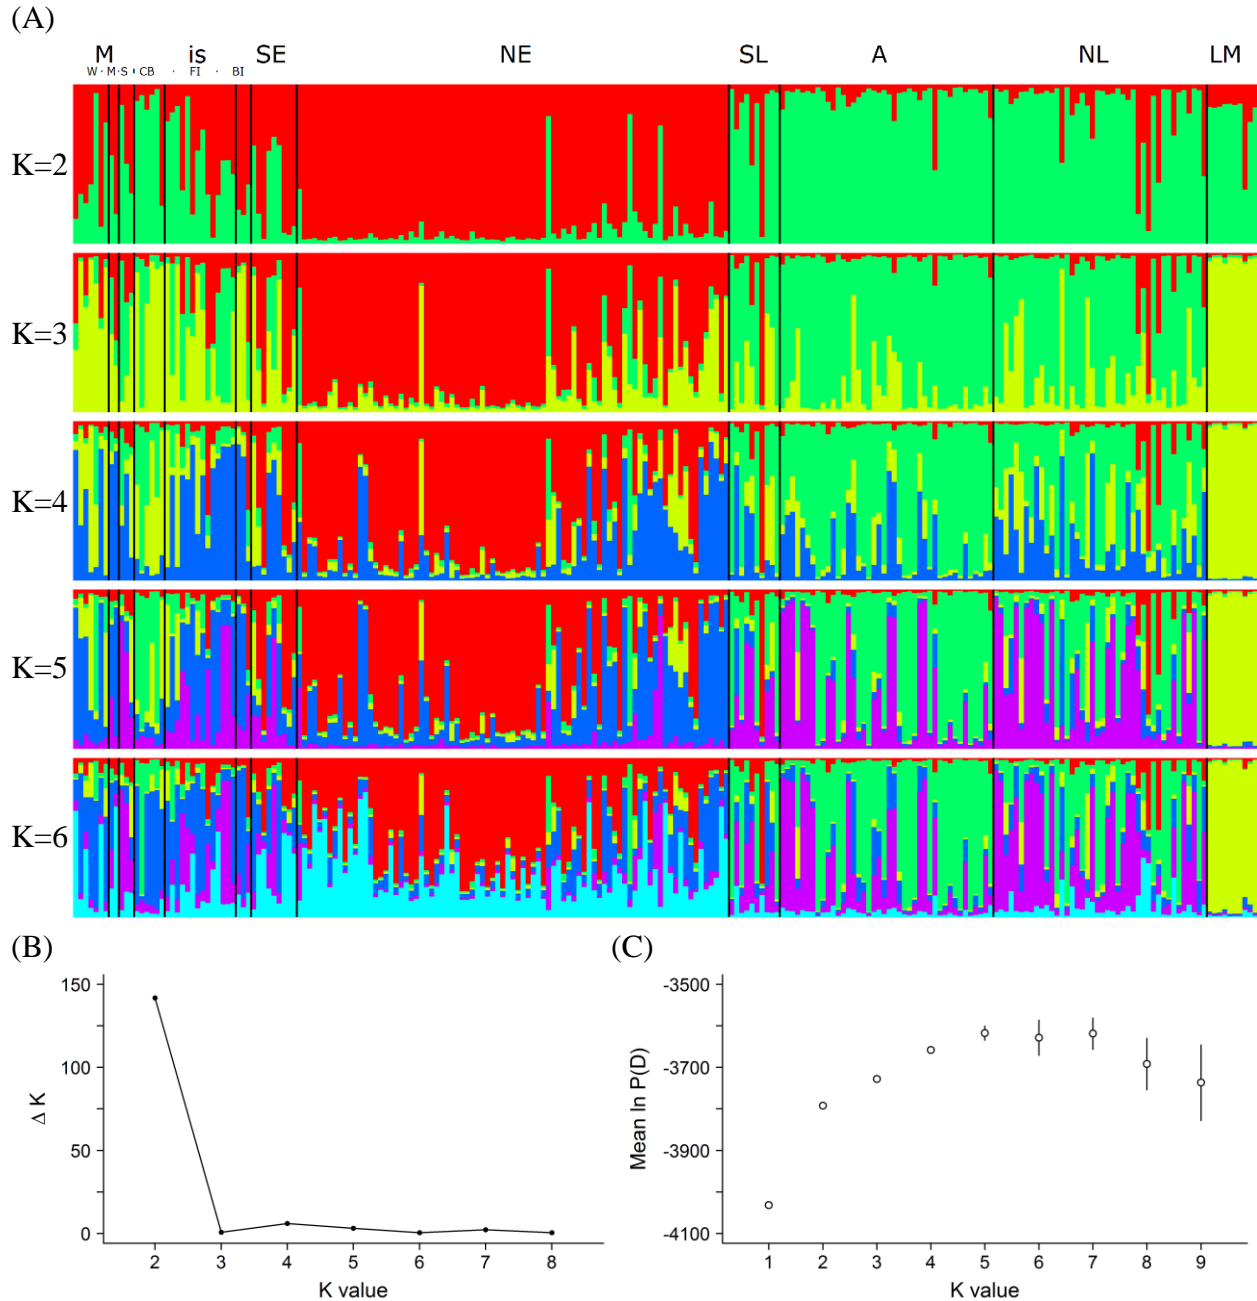 (A)
M is SE NE SL A NL LM
W · M · S · CB · FI · BI
K=2
K=3
K=4
K=5
K=6
(B) (C)
150
100
50
0
Δ K
2 3 4 5 6 7 8
K value
-3500
-3700
-3900
-4100
Mean ln P(D)
1 2 3 4 5 6 7 8 9
K value